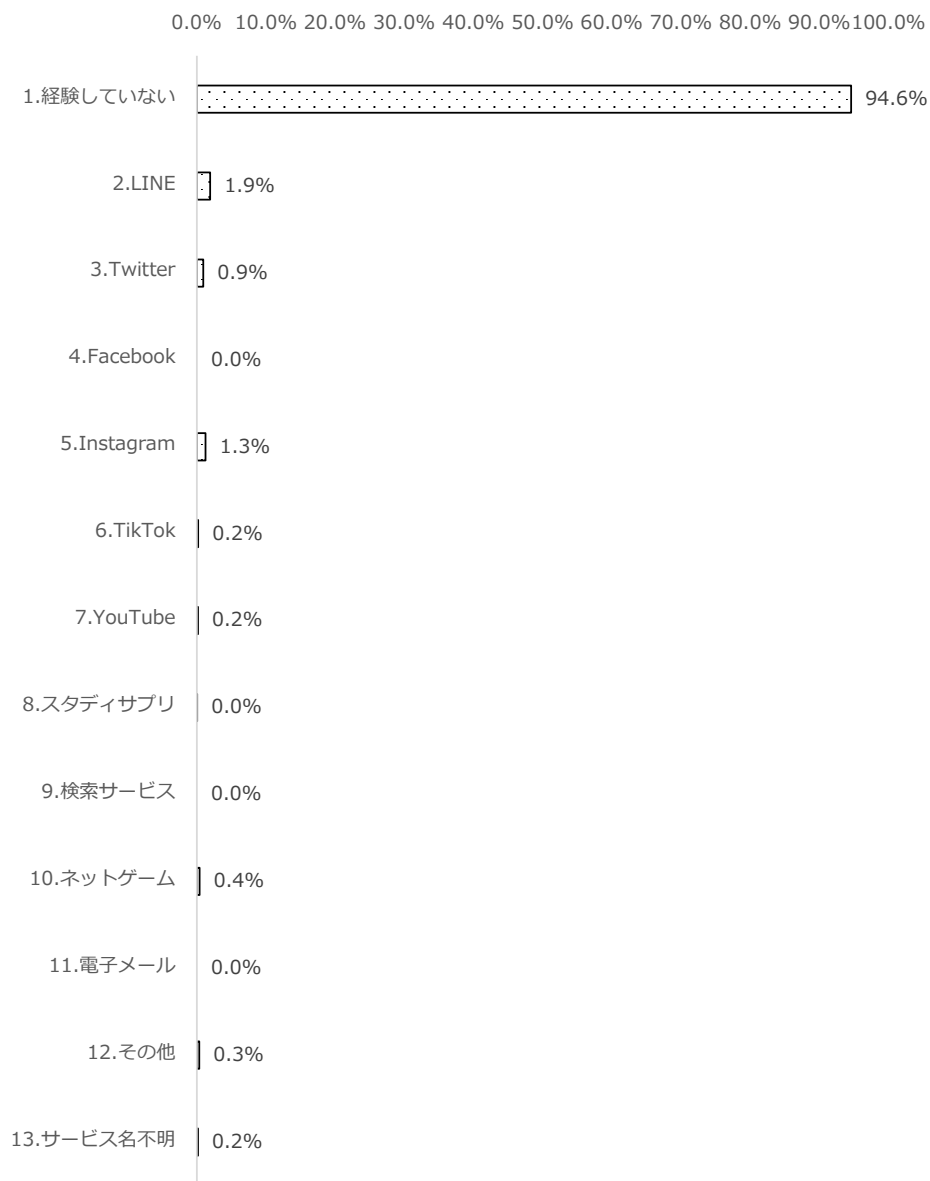 0.0% 10.0% 20.0% 30.0% 40.0% 50.0% 60.0% 70.0% 80.0% 90.0%100.0%
1.経験していない 94.6%
2.LINE 1.9%
3.Twitter 0.9%
4.Facebook 0.0%
5.Instagram 1.3%
6.TikTok 0.2%
7.YouTube 0.2%
8.スタディサプリ 0.0%
9.検索サービス 0.0%
10.ネットゲーム 0.4%
11.電子メール 0.0%
12.その他 0.3%
13.サービス名不明 0.2%